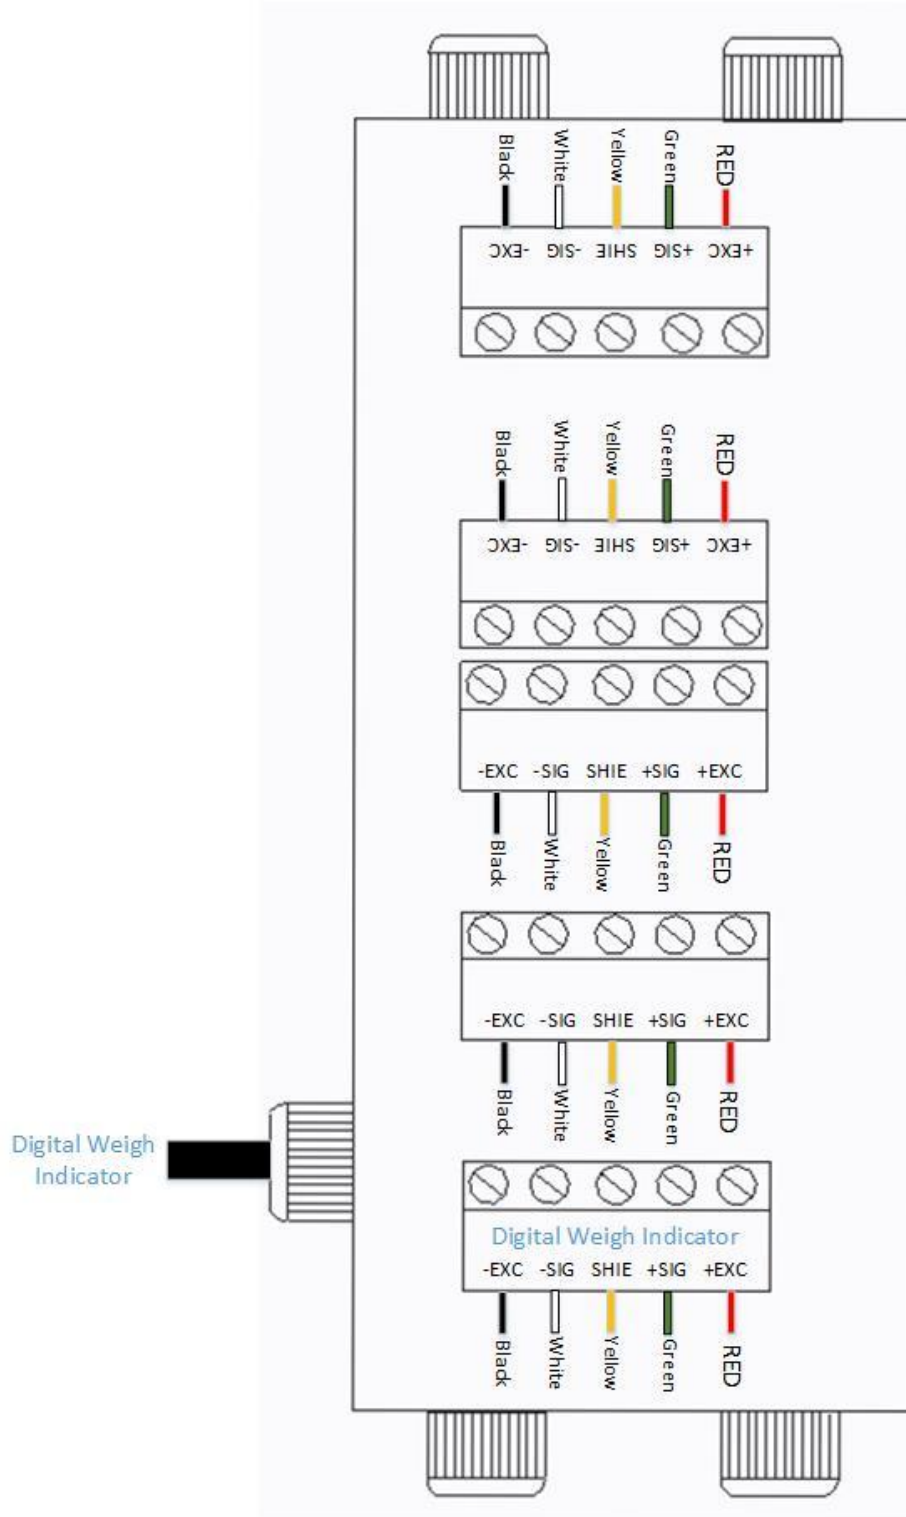 Black White Yellow Green RED
-EXC -SIG SHIE +SIG +EXC
Black White Yellow Green RED
-EXC -SIG SHIE +SIG +EXC
-EXC -SIG SHIE +SIG +EXC
Black White Yellow Green RED
-EXC -SIG SHIE +SIG +EXC
Black White Yellow Green RED
Digital Weigh
Indicator
Digital Weigh Indicator
-EXC -SIG SHIE +SIG +EXC
Black White Yellow Green RED